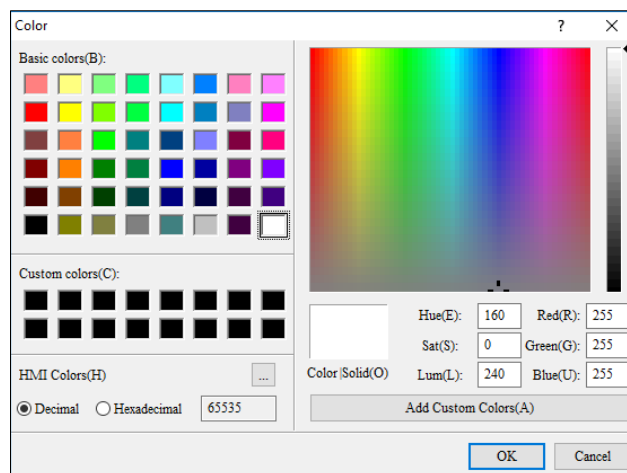 Color ?
Basic colors(B):
Custom colors(C):
HMI Colors(H) ...
Decimal Hexadecimal 65535
Color|Solid(O)
Hue(E): 160 Red(R): 255
Sat(S): 0 Green(G): 255
Lum(L): 240 Blue(U): 255
Add Custom Colors(A)
OK Cancel